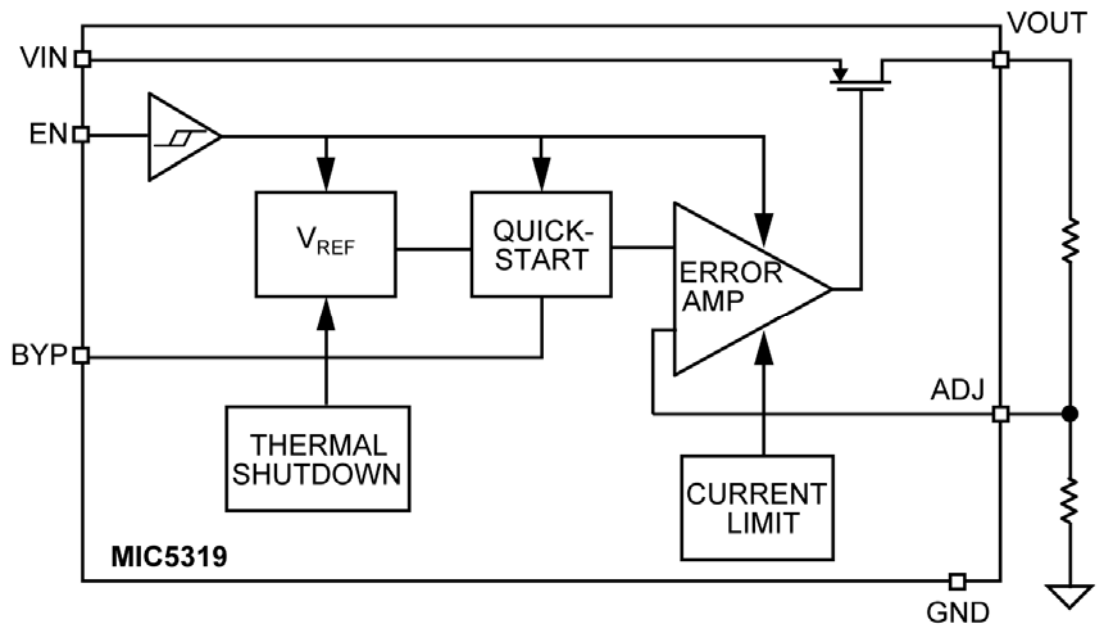 VOUT
VIN
EN
VREF
QUICK-
START
ERROR
AMP
BYP
ADJ
THERMAL
SHUTDOWN
CURRENT
LIMIT
MIC5319
GND